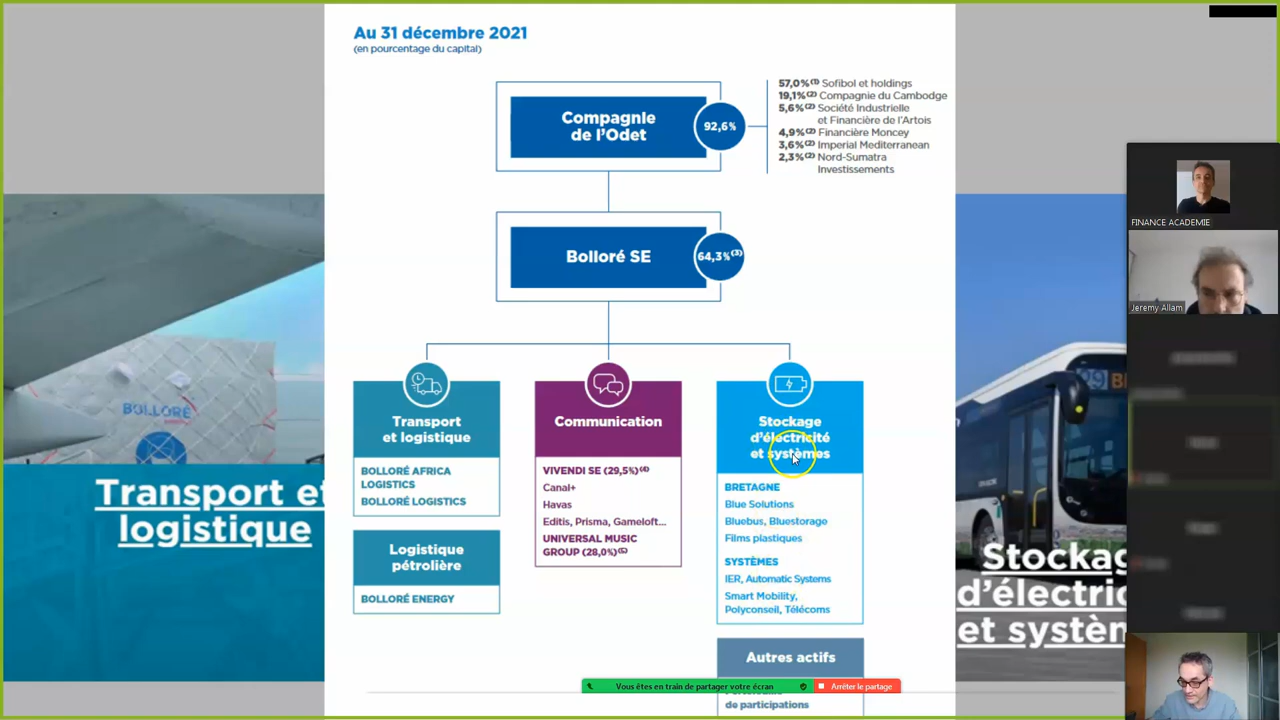 Au 31 décembre 2021
(en pourcentage du capital)
Compagnie
de l'Odet
92,6%
57,0%(1) Sofibol et holdings
19,1%(2) Compagnie du Cambodge
5,6%(2) Société Industrielle
et Financière de l'Artois
4,9%(2) Financière Moncey
3,6%(2) Imperial Mediterranean
2,3%(2) Nord-Sumatra
Investissements
Bolloré SE
64,3%(3)
Transport
et logistique
BOLLORÉ AFRICA
LOGISTICS
BOLLORÉ LOGISTICS
Logistique
pétrolière
BOLLORÉ ENERGY
Communication
VIVENDI SE (29,5%)(4)
Canal+
Havas
Editis, Prisma, Gameloft...
UNIVERSAL MUSIC
GROUP (28,0%)(5)
Stockage
d'électricité
et systèmes
BRETAGNE
Blue Solutions
Bluebus, Bluestorage
Films plastiques
SYSTÈMES
IER, Automatic Systems
Smart Mobility,
Polyconseil, Télécoms
Autres actifs
de participations
BOLLORÉ
Transport et
logistique
Stockag
d'électric
et systèm
Vous êtes en train de partager votre écran
Arrêter le partage
FINANCE ACADEMIE
Jeremy Allam